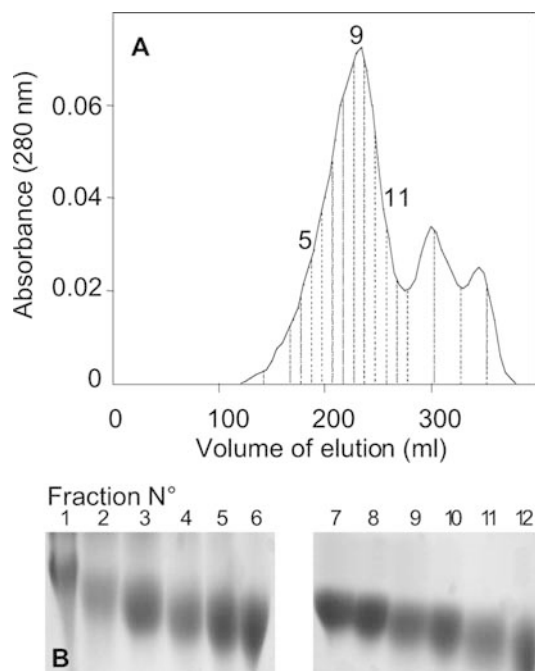 A
9
0.06
0.04
5
11
0.02
0
Absorbance (280 nm)
0 100 200 300
Volume of elution (ml)
Fraction N°
1 2 3 4 5 6 7 8 9 10 11 12
B